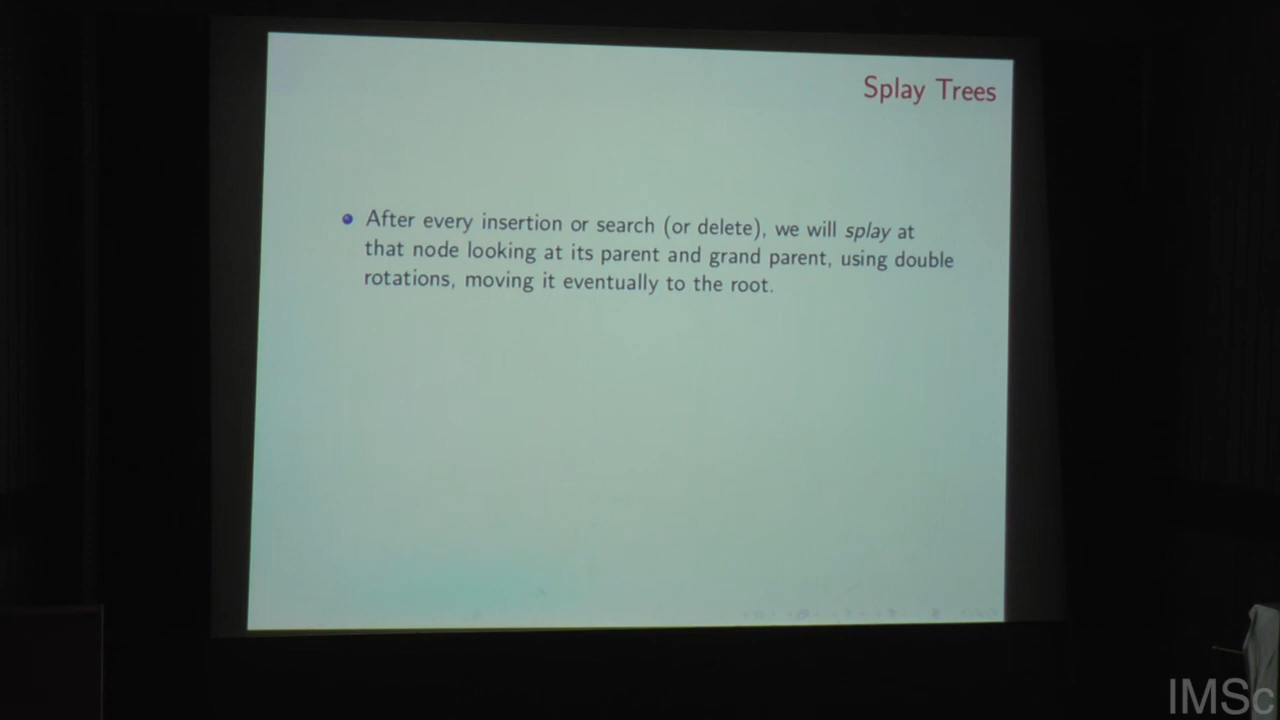 Splay Trees
After every insertion or search (or delete), we will splay at
that node looking at its parent and grand parent, using double
rotations, moving it eventually to the root.
IMSc